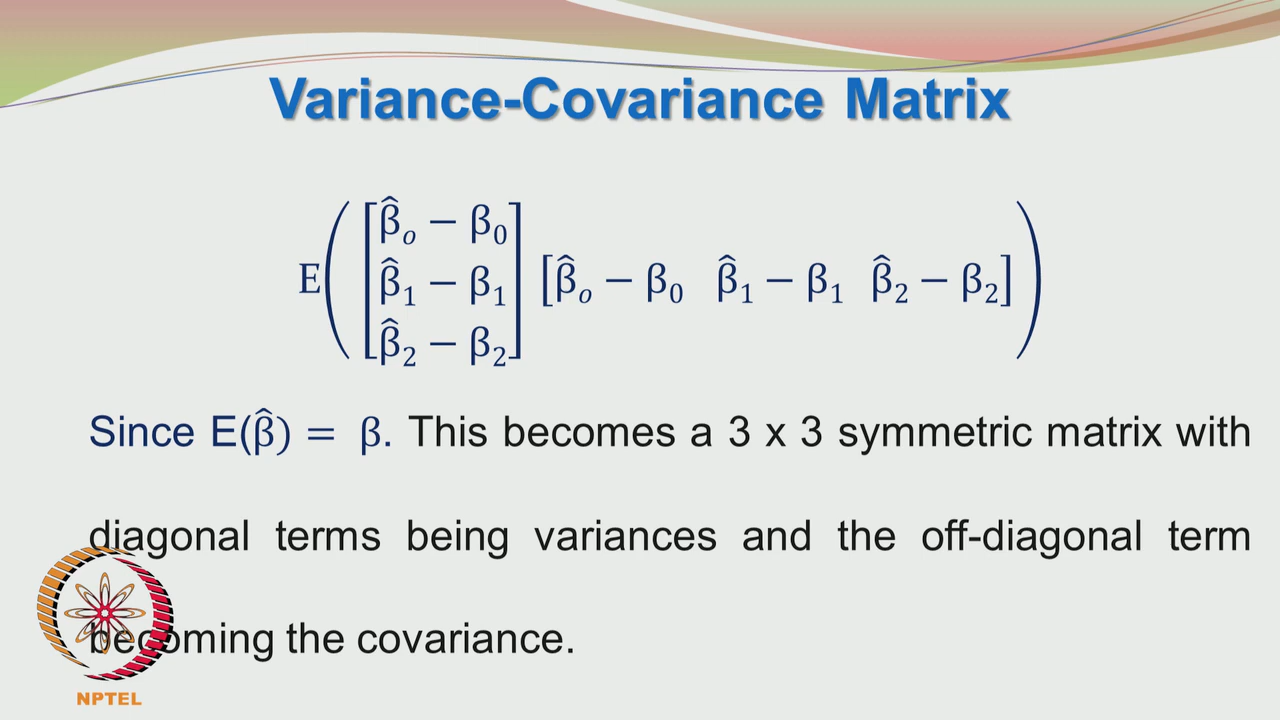 Variance-Covariance Matrix
E([β̂ₒ − β₀
β̂₁ − β₁
β̂₂ − β₂] [β̂ₒ − β₀ β̂₁ − β₁ β̂₂ − β₂])
Since E(β̂) = β. This becomes a 3 x 3 symmetric matrix with
diagonal terms being variances and the off-diagonal term
becoming the covariance.
NPTEL